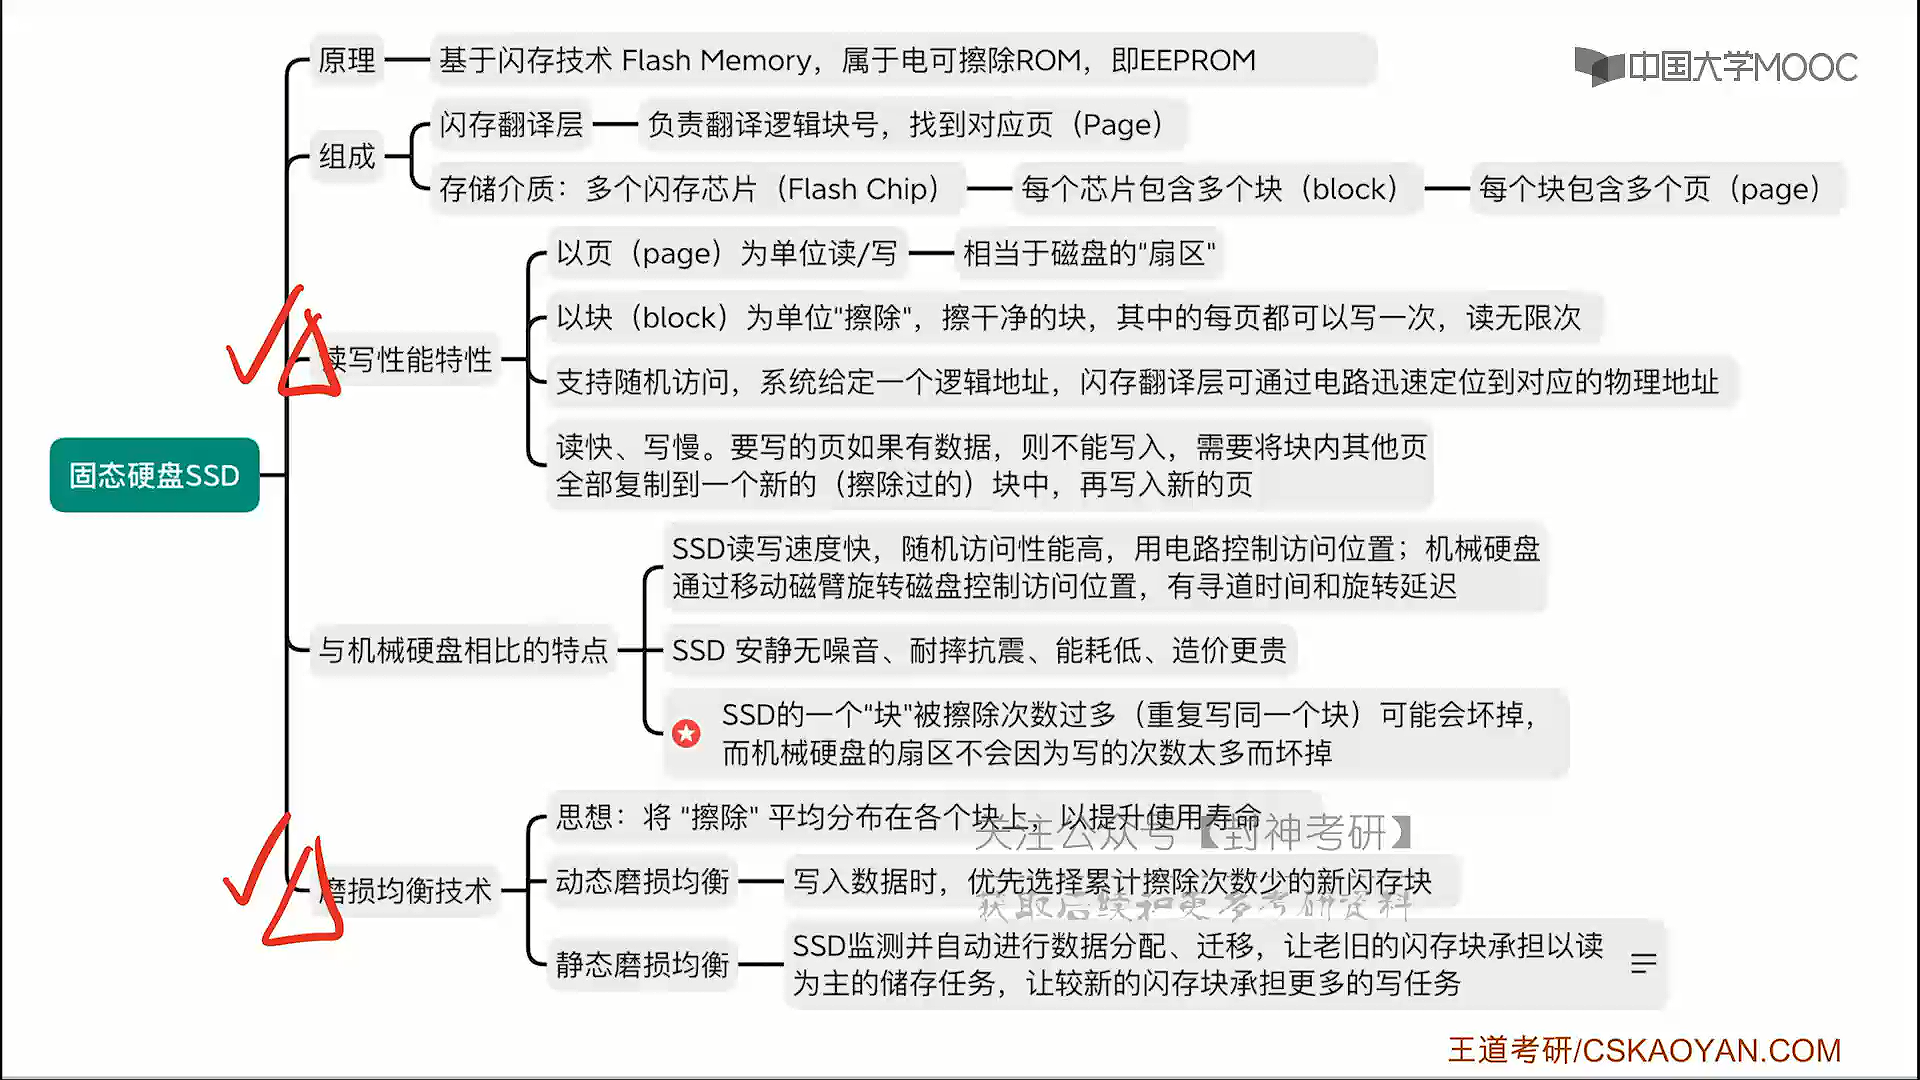 原理
基于闪存技术 Flash Memory，属于电可擦除ROM，即EEPROM
中国大学MOOC
组成
闪存翻译层
负责翻译逻辑块号，找到对应页（Page）
存储介质：多个闪存芯片（Flash Chip）
每个芯片包含多个块（block）
每个块包含多个页（page）
读写性能特性
以页（page）为单位读/写
相当于磁盘的"扇区"
以块（block）为单位"擦除"，擦干净的块，其中的每页都可以写一次，读无限次
支持随机访问，系统给定一个逻辑地址，闪存翻译层可通过电路迅速定位到对应的物理地址
读快、写慢。要写的页如果有数据，则不能写入，需要将块内其他页
全部复制到一个新的（擦除过的）块中，再写入新的页
固态硬盘SSD
与机械硬盘相比的特点
SSD读写速度快，随机访问性能高，用电路控制访问位置；机械硬盘
通过移动磁臂旋转磁盘控制访问位置，有寻道时间和旋转延迟
SSD 安静无噪音、耐摔抗震、能耗低、造价更贵
SSD的一个"块"被擦除次数过多（重复写同一个块）可能会坏掉，
而机械硬盘的扇区不会因为写的次数太多而坏掉
磨损均衡技术
思想：将 "擦除" 平均分布在各个块上，以提升使用寿命
关注公众号【封神考研】
动态磨损均衡
写入数据时，优先选择累计擦除次数少的新闪存块
获取后续和更多考研资料
静态磨损均衡
SSD监测并自动进行数据分配、迁移，让老旧的闪存块承担以读
为主的储存任务，让较新的闪存块承担更多的写任务
王道考研/CSKAOYAN.COM